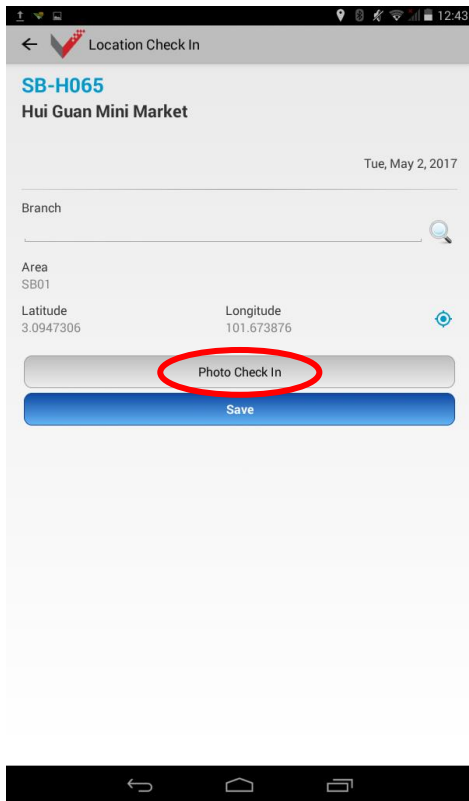 12:43
Location Check In
SB-H065
Hui Guan Mini Market
Tue, May 2, 2017
Branch
Area
SB01
Latitude Longitude
3.0947306 101.673876
Photo Check In
Save